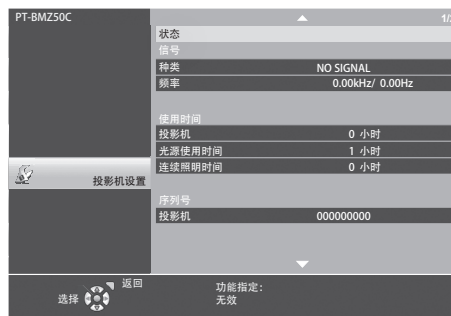 PT-BMZ50C
1/2
状态
信号
种类 NO SIGNAL
频率 0.00kHz/ 0.00Hz
使用时间
投影机 0 小时
光源使用时间 1 小时
连续照明时间 0 小时
投影机设置
序列号
投影机 000000000
选择
返回
功能指定:
无效